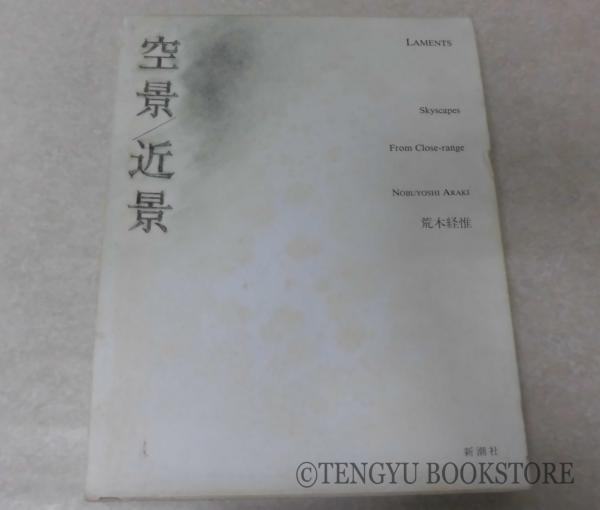 空景/近景
LAMENTS
Skyscapes
From Close-range
NOBUYOSHI ARAKI
荒木経惟
新潮社
©TENGYU BOOKSTORE